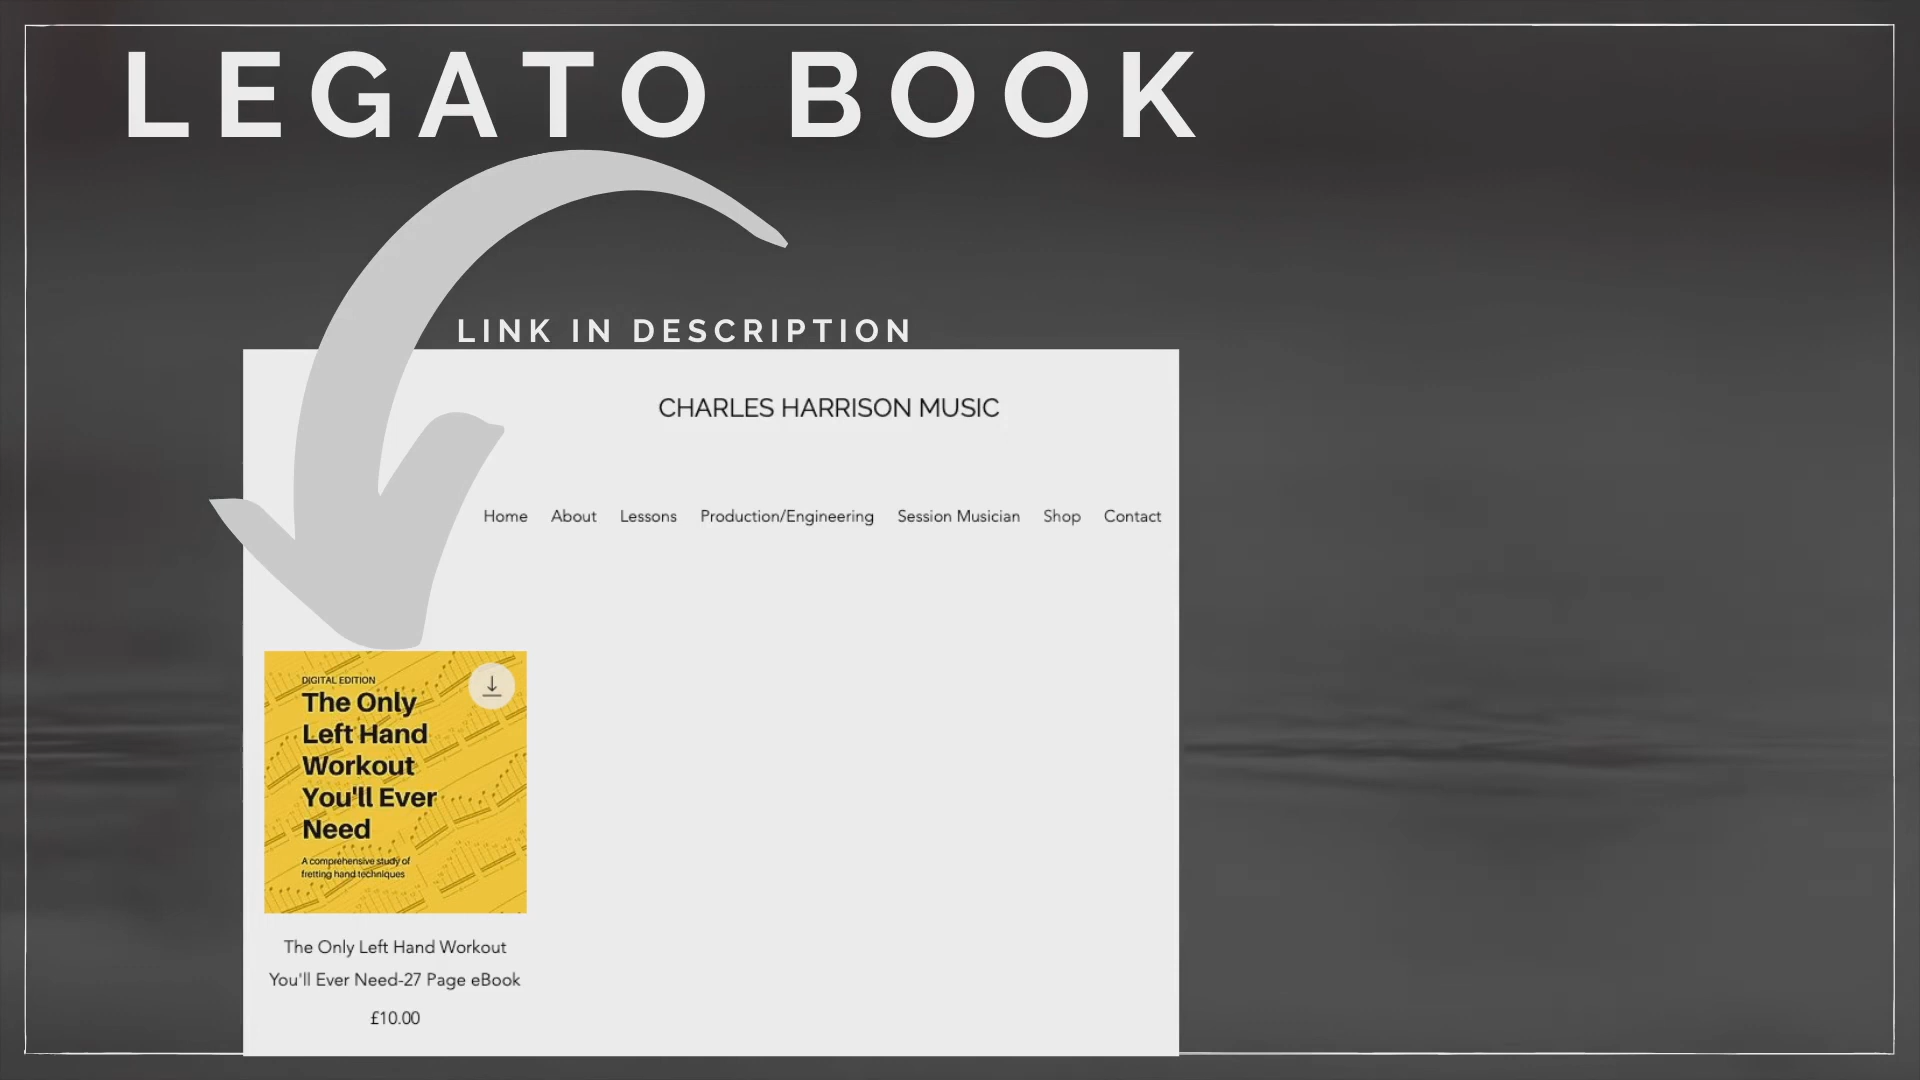 LEGATO BOOK
LINK IN DESCRIPTION
CHARLES HARRISON MUSIC
Home About Lessons Production/Engineering Session Musician Shop Contact
DIGITAL EDITION
The Only
Left Hand
Workout
You'll Ever
Need
A comprehensive study of
fretting hand techniques
The Only Left Hand Workout
You'll Ever Need-27 Page eBook
£10.00